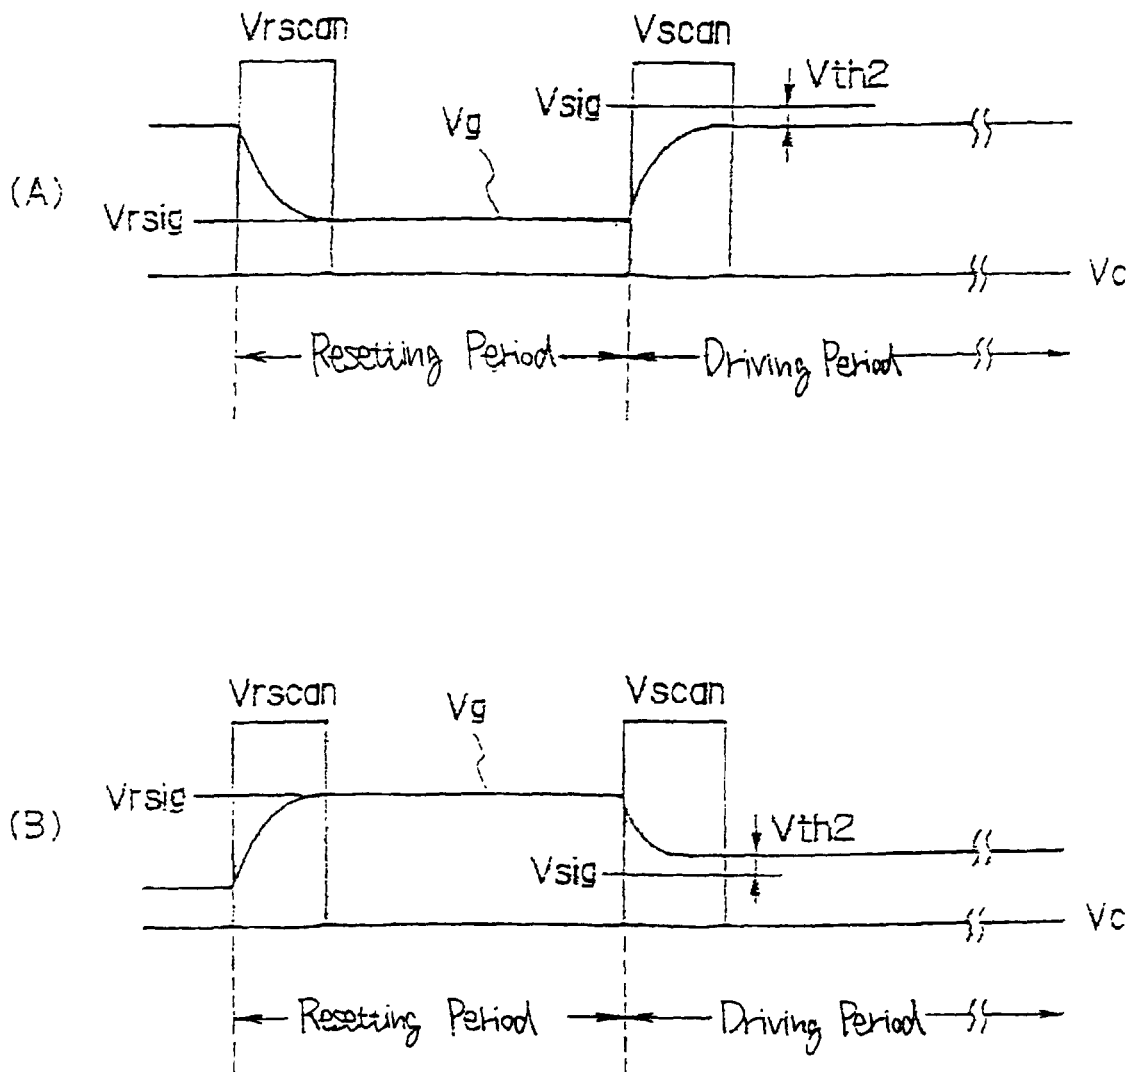 Vrscan
Vscan
Vth2
Vsig
Vg
(A)
Vrsig
Vc
Resetting Period
Driving Period
Vrscan
Vscan
Vg
Vrsig
(B)
Vth2
Vsig
Vc
Resetting Period
Driving Period